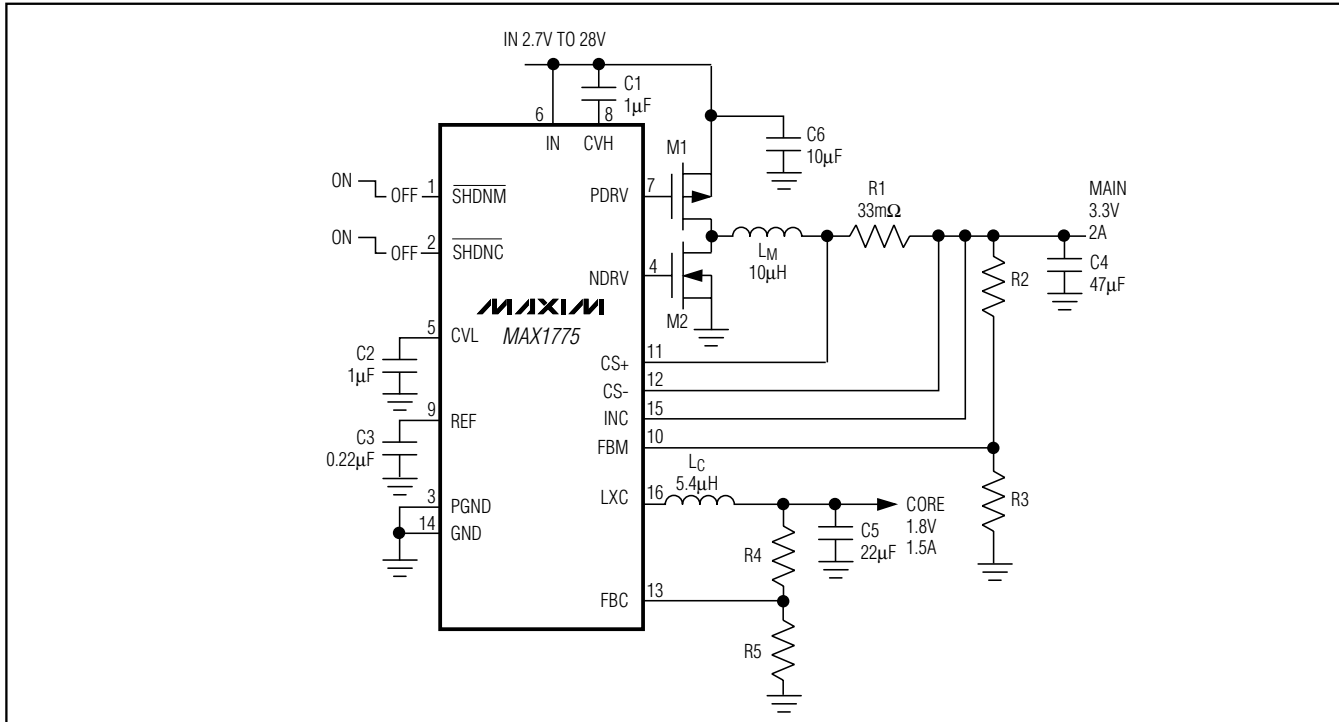 IN 2.7V TO 28V
C1
1µF
6
8
IN
CVH
C6
10µF
M1
ON
OFF
1
SHDNM
PDRV
7
R1
33mΩ
MAIN
3.3V
2A
ON
OFF
2
SHDNC
LM
10µH
C4
47µF
R2
NDRV
4
M2
MAXIM
MAX1775
5
CVL
C2
1µF
CS+
11
CS-
12
INC
15
FBM
10
9
REF
C3
0.22µF
LC
5.4µH
LXC
16
R3
3
PGND
14
GND
CORE
1.8V
1.5A
C5
22µF
R4
FBC
13
R5